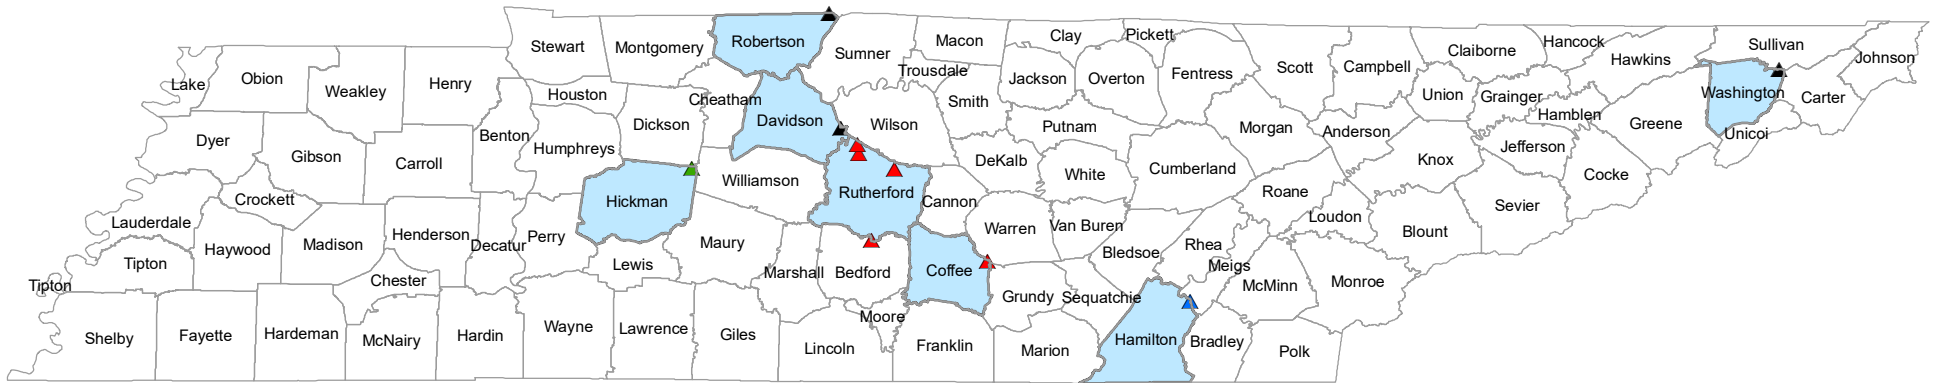 Stewart
Montgomery
Robertson
Sumner
Macon
Clay
Pickett
Trousdale
Jackson
Overton
Fentress
Scott
Campbell
Claiborne
Hancock
Hawkins
Sullivan
Johnson
Lake
Obion
Weakley
Henry
Houston
Cheatham
Smith
Union
Grainger
Washington
Carter
Dyer
Gibson
Carroll
Benton
Humphreys
Dickson
Davidson
Wilson
Putnam
Morgan
Anderson
Hamblen
Greene
Unicoi
Crockett
Hickman
Williamson
Rutherford
DeKalb
White
Cumberland
Knox
Jefferson
Cocke
Lauderdale
Haywood
Madison
Henderson
Decatur
Perry
Maury
Cannon
Warren
Van Buren
Roane
Loudon
Blount
Sevier
Tipton
Tipton
Chester
Lewis
Marshall
Bedford
Coffee
Bledsoe
Rhea
Meigs
McMinn
Monroe
Grundy
Sequatchie
Shelby
Fayette
Hardeman
McNairy
Hardin
Wayne
Lawrence
Giles
Moore
Lincoln
Franklin
Marion
Hamilton
Bradley
Polk